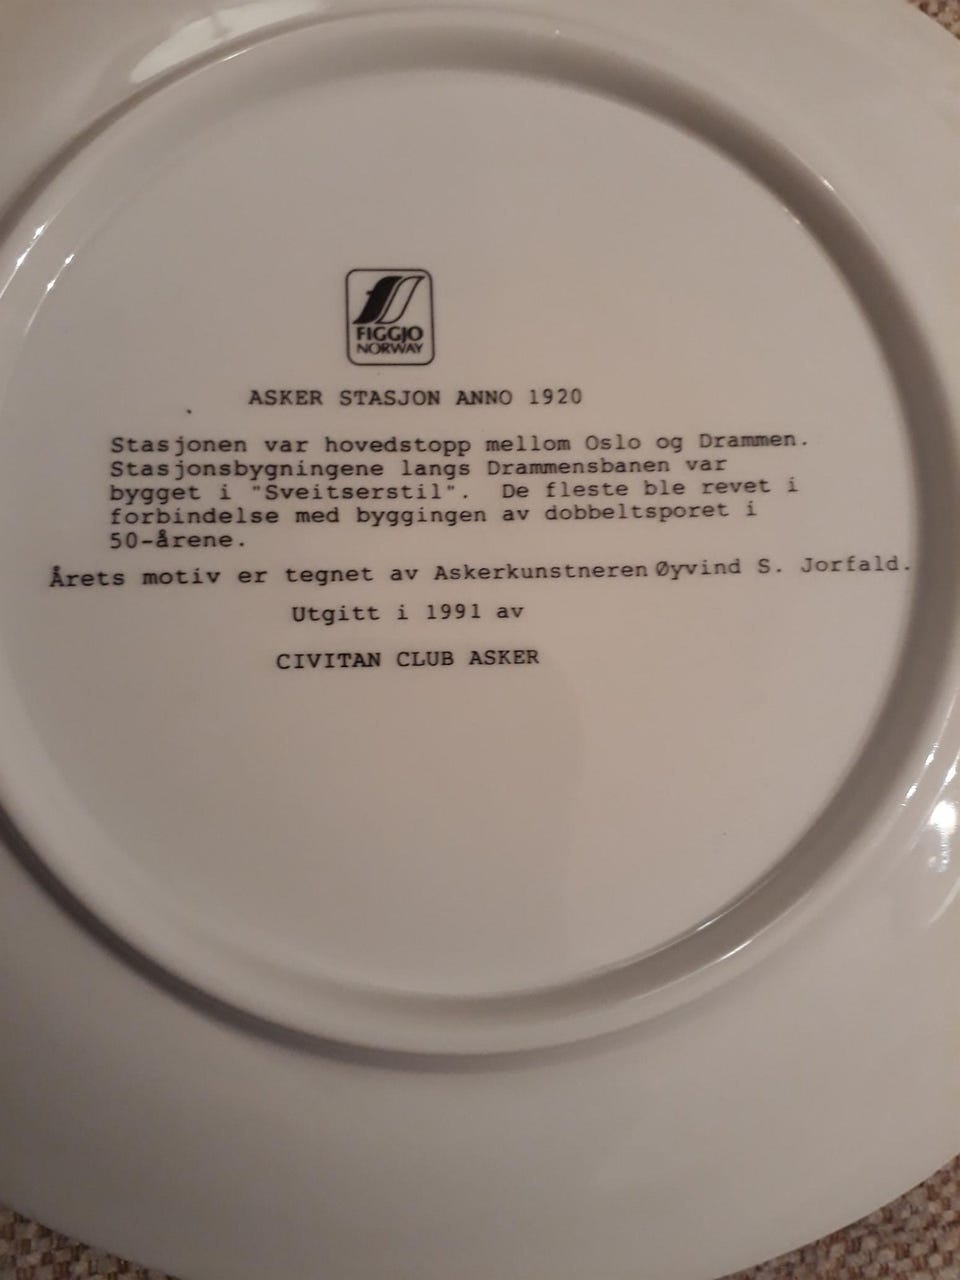 FIGGJO
NORWAY
ASKER STASJON ANNO 1920
Stasjonen var hovedstopp mellom Oslo og Drammen.
Stasjonsbygningene langs Drammensbanen var
bygget i "Sveitserstil". De fleste ble revet i
forbindelse med byggingen av dobbeltsporet i
50-årene.
Årets motiv er tegnet av Askerkunstneren Øyvind S. Jorfald.
Utgitt i 1991 av
CIVITAN CLUB ASKER